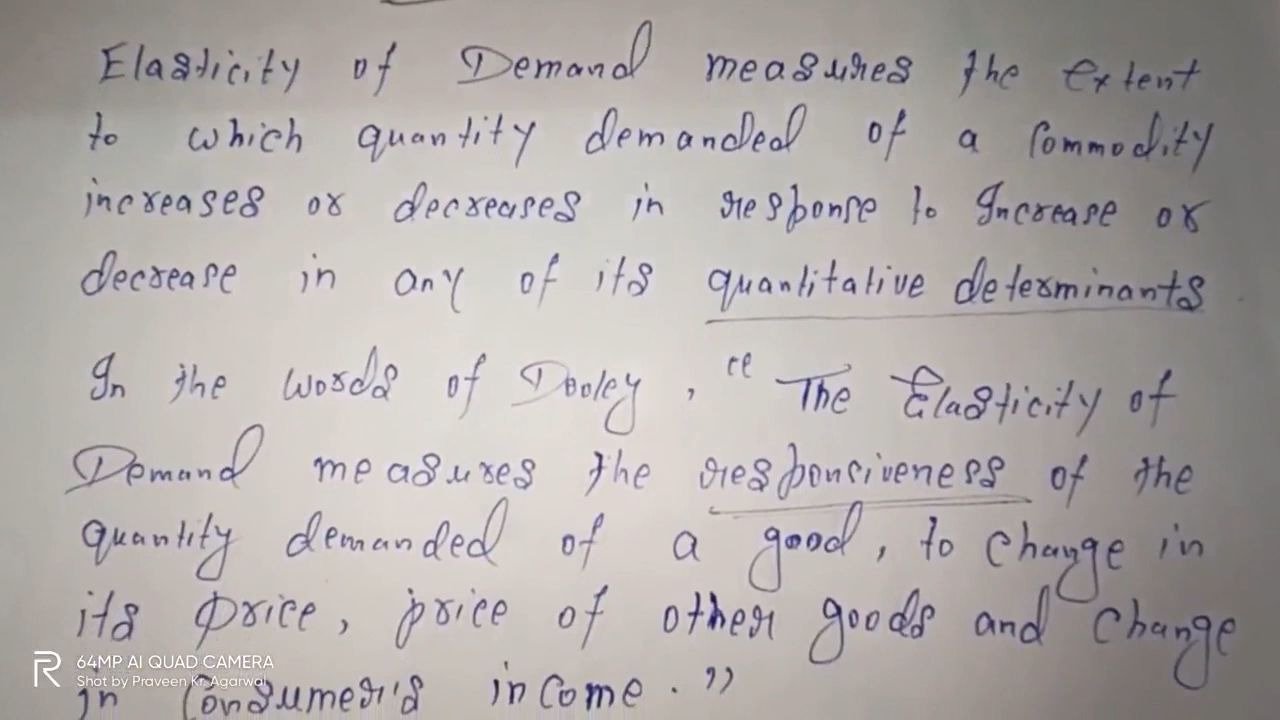 Elasticity of Demand measures the extent
to which quantity demanded of a Commodity
increases or decreases in response to Increase or
decrease in any of its quantitative determinants
In the words of Dooley, "The Elasticity of
Demand measures the responsiveness of the
quantity demanded of a good, to change in
its price, price of other goods and change
in Consumer's income."
64MP AI QUAD CAMERA
Shot by Praveen Kr. Agarwal